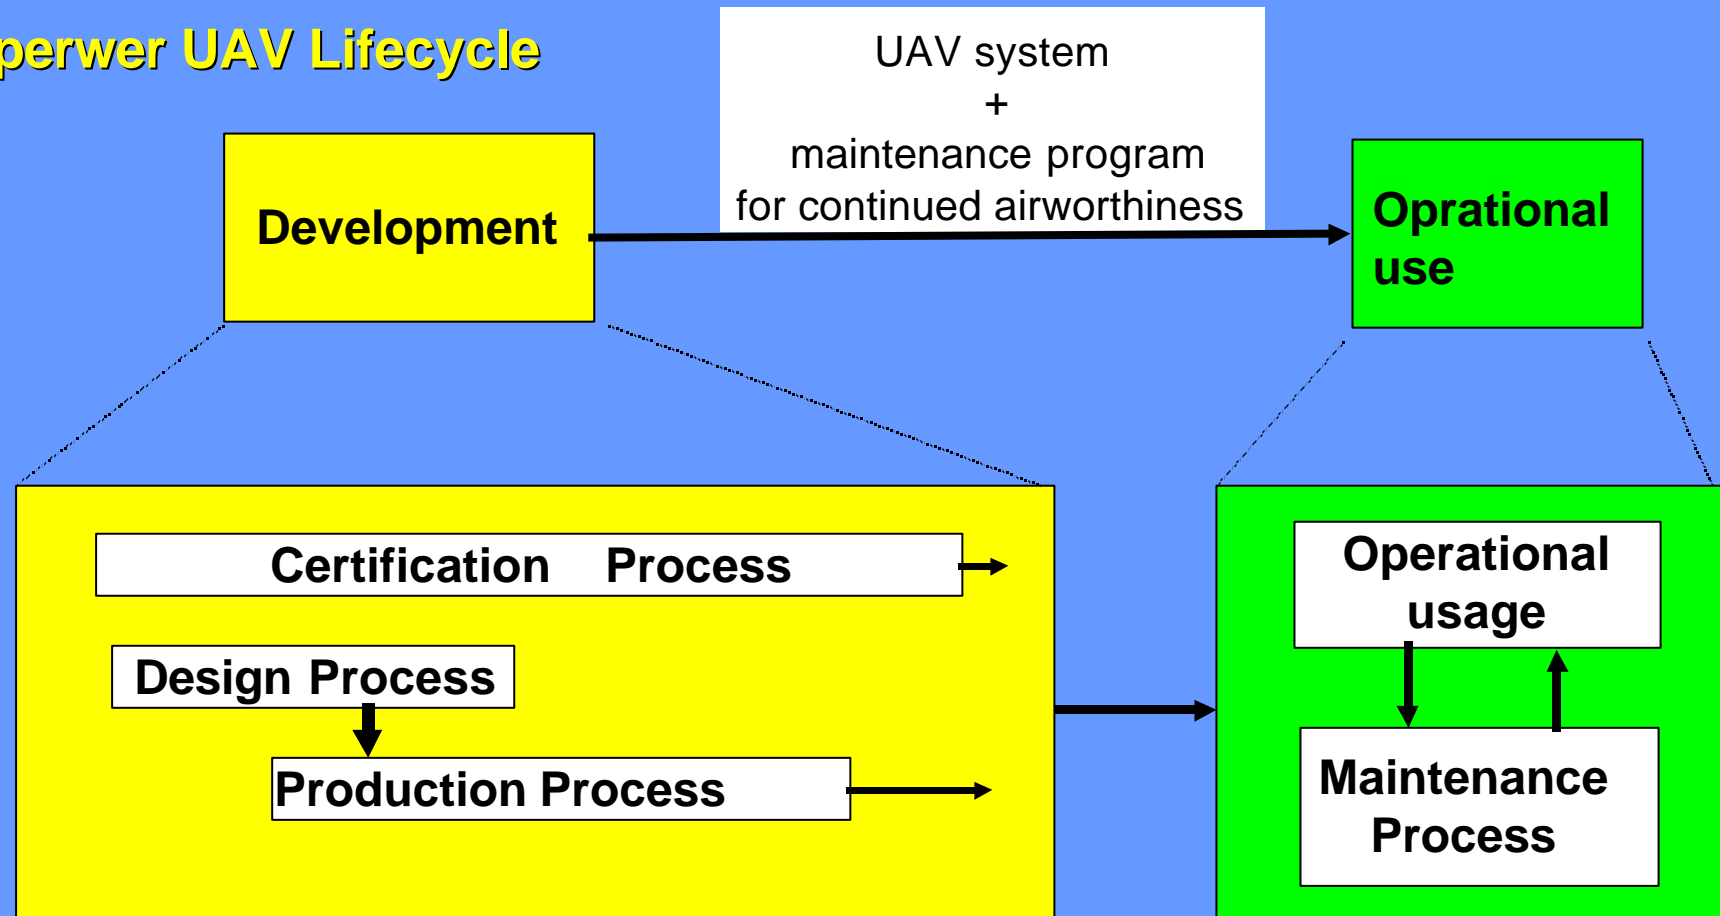 perwer UAV Lifecycle
UAV system
+
maintenance program
for continued airworthiness
Development
Oprational
use
Certification Process
Design Process
Production Process
Operational
usage
Maintenance
Process